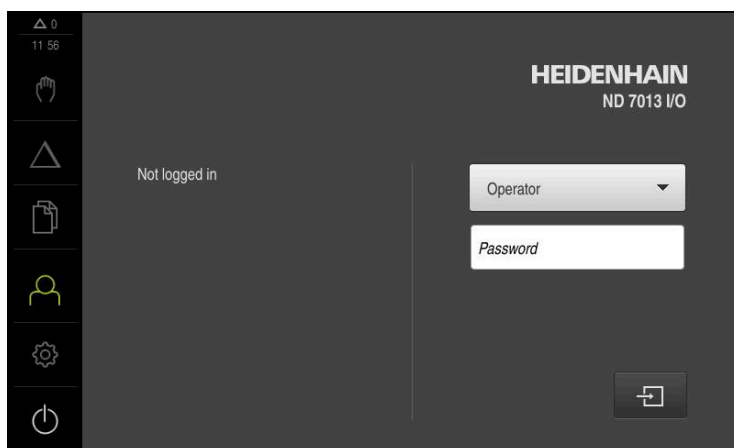 0
11 56
HEIDENHAIN
ND 7013 I/O
Not logged in
Operator
Password